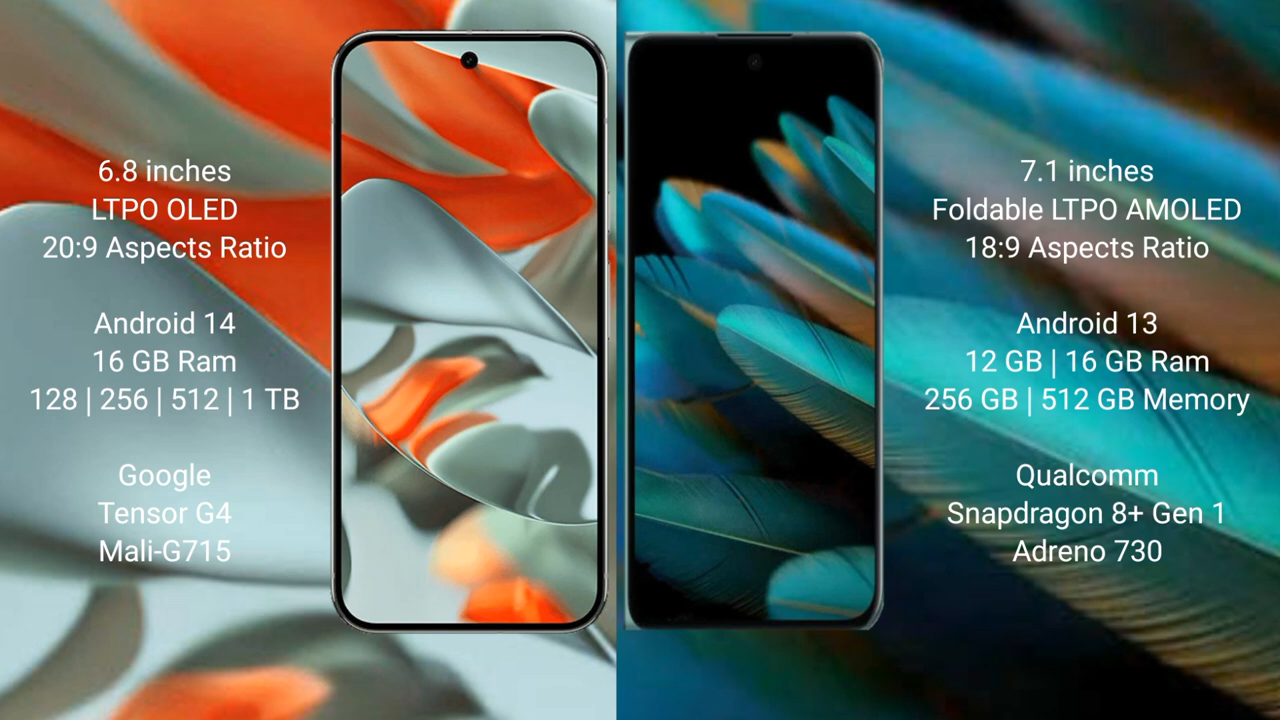 6.8 inches
LTPO OLED
20:9 Aspects Ratio
Android 14
16 GB Ram
128 | 256 | 512 | 1 TB
Google
Tensor G4
Mali-G715
7.1 inches
Foldable LTPO AMOLED
18:9 Aspects Ratio
Android 13
12 GB | 16 GB Ram
256 GB | 512 GB Memory
Qualcomm
Snapdragon 8+ Gen 1
Adreno 730